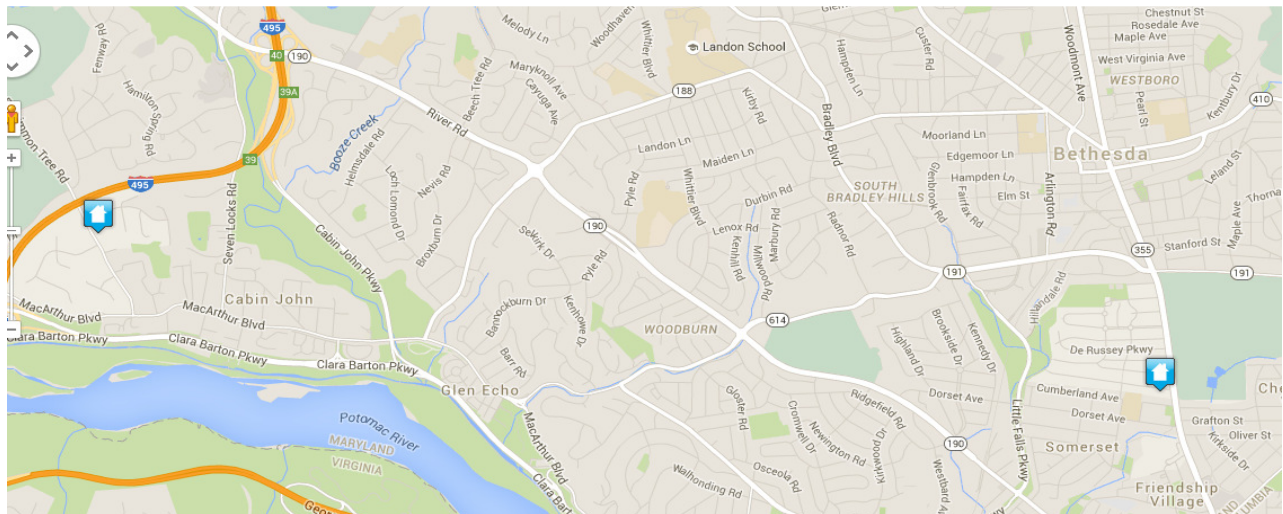 495
Melody Ln
Woodhaven
Whittier Blvd
Landon School
Hampden Ln
Custer Rd
Woodmont Ave
Chestnut St
Rosedale Ave
Maple Ave
West Virginia Ave
WESTBORO
Fenway Rd
40
190
39A
Beech Tree Rd
Maryknoll Ave
Cayuga Ave
188
Kirby Rd
Bradley Blvd
Pearl St
Kentbury Dr
410
Hamilton Spring Rd
River Rd
Booze Creek
Helmsdale Rd
Landon Ln
Maiden Ln
Moorland Ln
Edgemoor Ln
Bethesda
39
Tree Rd
495
Seven Locks Rd
Loch Lomond Dr
Nevis Rd
Broxburn Dr
Pyle Rd
Whittier Blvd
Durbin Rd
SOUTH
BRADLEY HILLS
Glenbrook Rd
Hampden Ln
Fairfax Rd
Elm St
Arlington Rd
Leland St
Maple Ave
190
Selkirk Dr
Pyle Rd
Lenox Rd
Kenhill Rd
Millwood Rd
Marbury Rd
Radnor Rd
355
Stanford St
Cabin John Pkwy
191
191
Cabin John
MacArthur Blvd
MacArthur Blvd
Bannockburn Dr
Kenhowe Dr
WOODBURN
614
Hillandale Rd
Clara Barton Pkwy
Clara Barton Pkwy
Clara Barton Pkwy
Barr Rd
Highland Dr
Brookside Dr
Kennedy Dr
De Russey Pkwy
Glen Echo
Gloster Rd
Cromwell Dr
Ridgefield Rd
Dorset Ave
Cumberland Ave
Dorset Ave
Grafton St
Oliver St
Kirkside Dr
Potomac River
MARYLAND
VIRGINIA
MacArthur Blvd
Newington Rd
Kirkwood Dr
190
Little Falls Pkwy
Somerset
Walhonding Rd
Osceola Rd
Westbard Ave
Friendship
Village